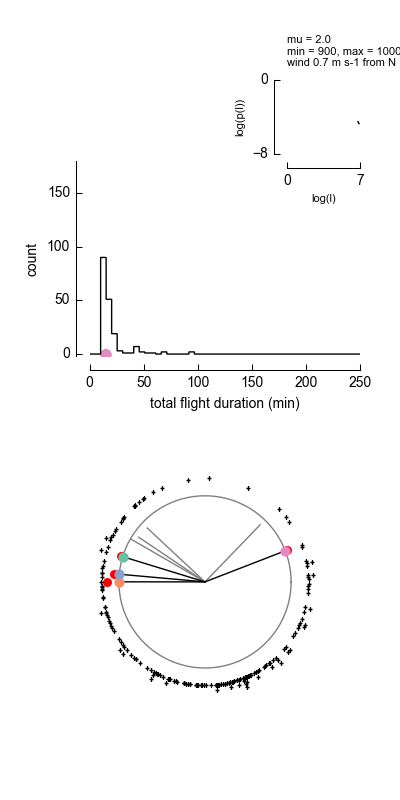 mu = 2.0
min = 900, max = 1000
wind 0.7 m s-1 from N
0
−8
log(p(l))
0
7
log(l)
150
100
50
0
count
0
50
100
150
200
250
total flight duration (min)